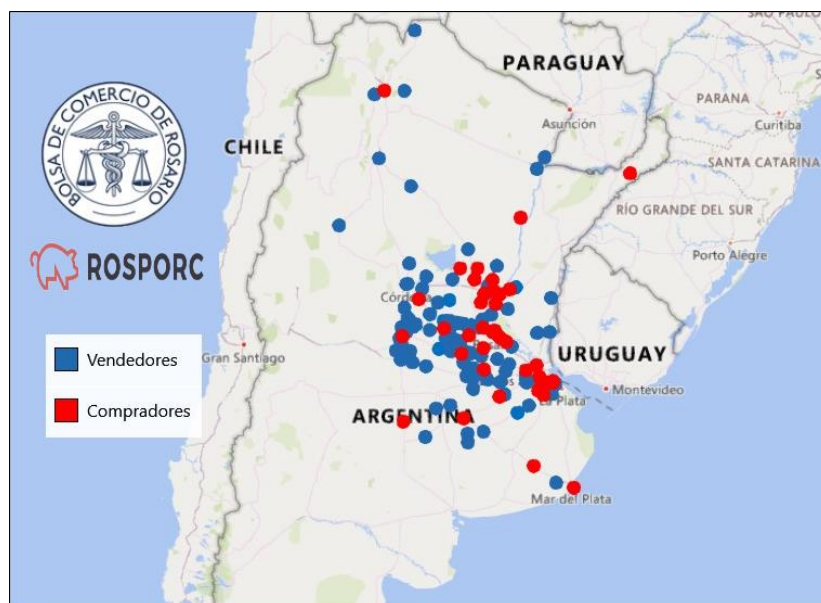 SÃO PAULO
PARAGUAY
PARANA
Asunción
Curitiba
BOLSA DE COMERCIO DE ROSARIO
CHILE
SANTA CATARINA
RÍO GRANDE DEL SUR
ROSPORC
Porto Alegre
Vendedores
Gran Santiago
URUGUAY
Compradores
Montevideo
La Plata
ARGENTINA
Mar del Plata